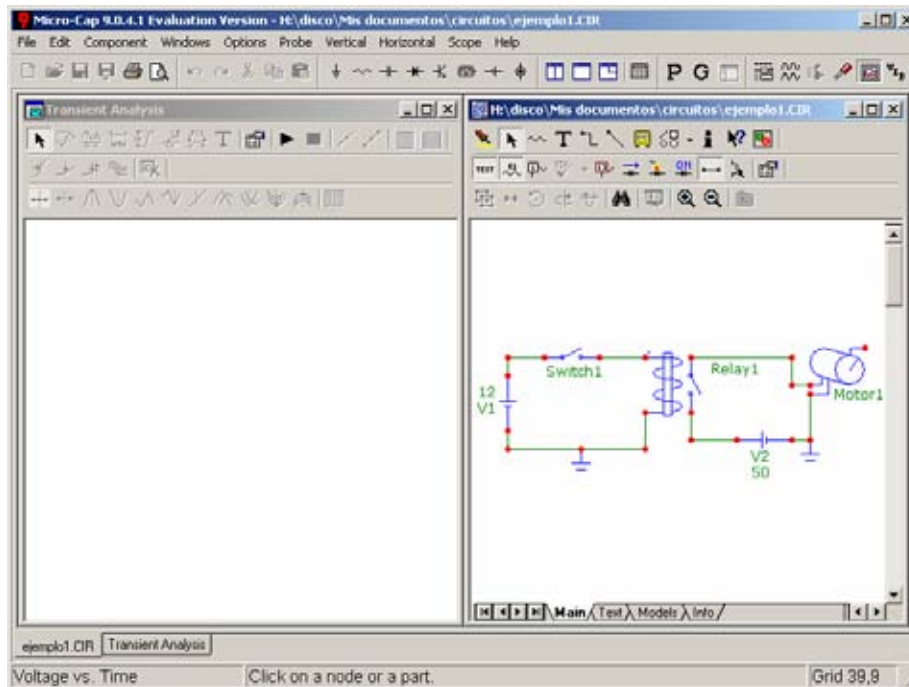 Micro-Cap 9.0.4.1 Evaluation Version - H:\disco\Mis documentos\circuitos\ejemplo1.CIR
File Edit Component Windows Options Probe Vertical Horizontal Scope Help
P G
Transient Analysis
H:\disco\Mis documentos\circuitos\ejemplo1.CIR
T
T
TEXT
Switch1
Relay1
12
V1
Motor1
V2
50
Main Text Models Info
ejemplo1.CIR Transient Analysis
Voltage vs. Time Click on a node or a part. Grid 39,9